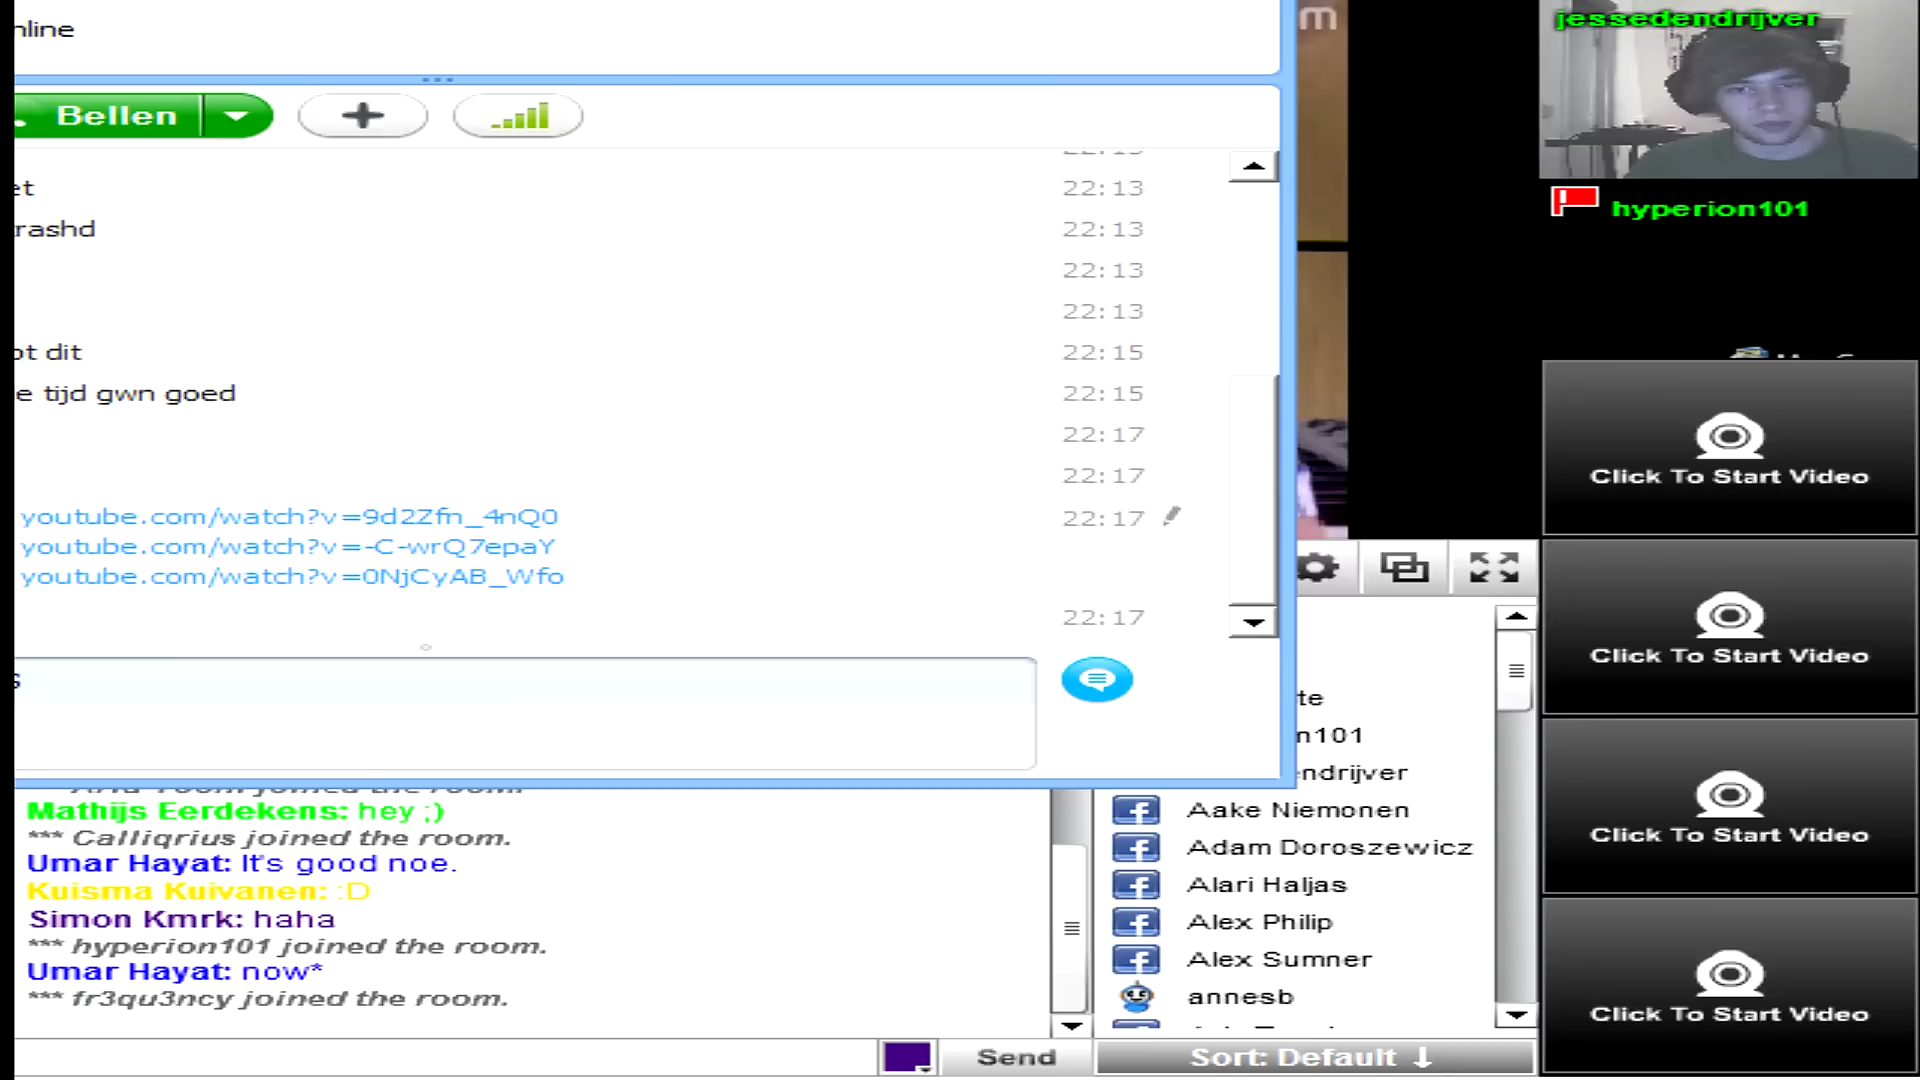 nline
m
jessedendrijver
Bellen
22:13
et
22:13
rashd
22:13
hyperion101
22:13
22:13
ot dit
22:15
e tijd gwn goed
22:15
22:17
22:17
Click To Start Video
youtube.com/watch?v=9d2Zfn_4nQ0
22:17
youtube.com/watch?v=-C-wrQ7epaY
youtube.com/watch?v=0NjCyAB_Wfo
22:17
s
Click To Start Video
te
n101
ndrijver
joined the room.
Mathijs Eerdekens: hey ;)
*** Calliqrius joined the room.
Umar Hayat: It's good noe.
Kuisma Kuivanen: :D
Simon Kmrk: haha
*** hyperion101 joined the room.
Umar Hayat: now*
*** fr3qu3ncy joined the room.
Aake Niemonen
Adam Doroszewicz
Alari Haljas
Alex Philip
Alex Sumner
annesb
Click To Start Video
Click To Start Video
Send
Sort: Default ↓